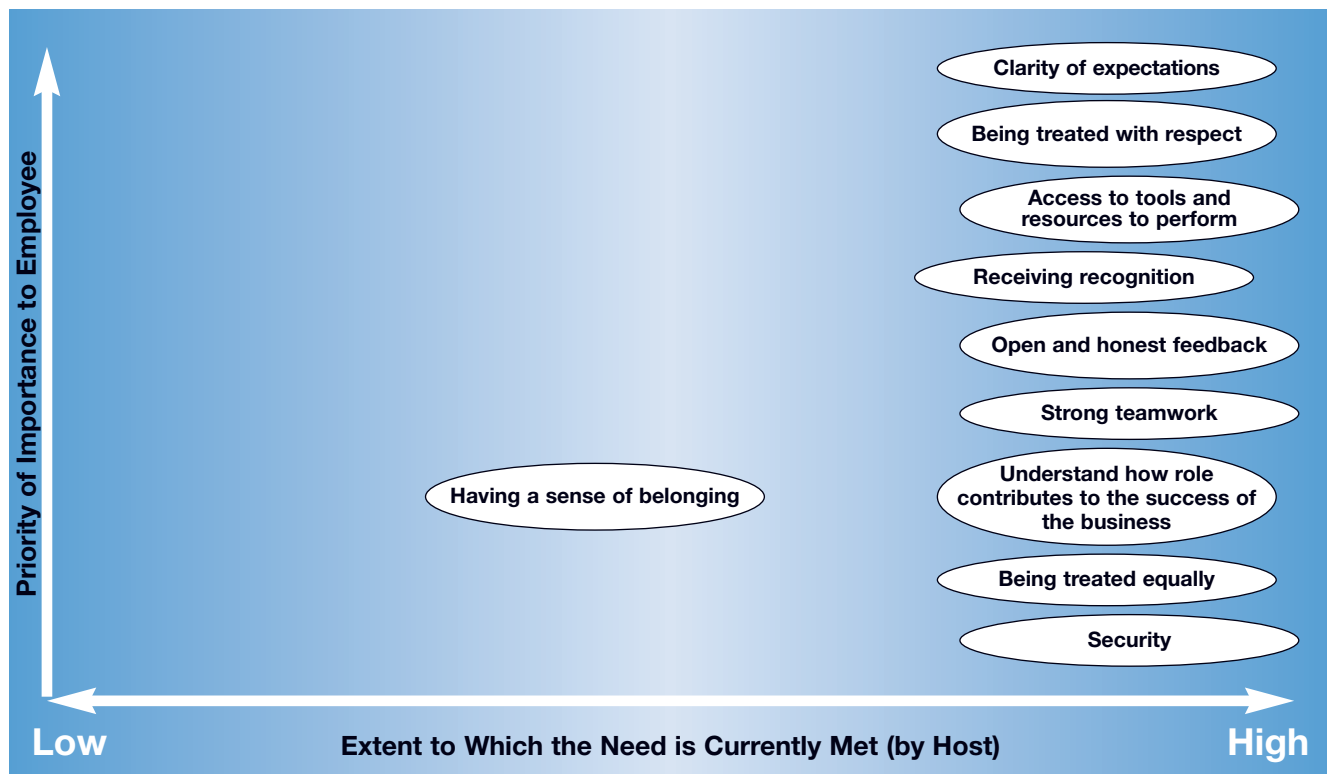 Clarity of expectations
Being treated with respect
Access to tools and
resources to perform
Receiving recognition
Open and honest feedback
Strong teamwork
Having a sense of belonging
Understand how role
contributes to the success of
the business
Being treated equally
Security
Priority of Importance to Employee
Low
Extent to Which the Need is Currently Met (by Host)
High